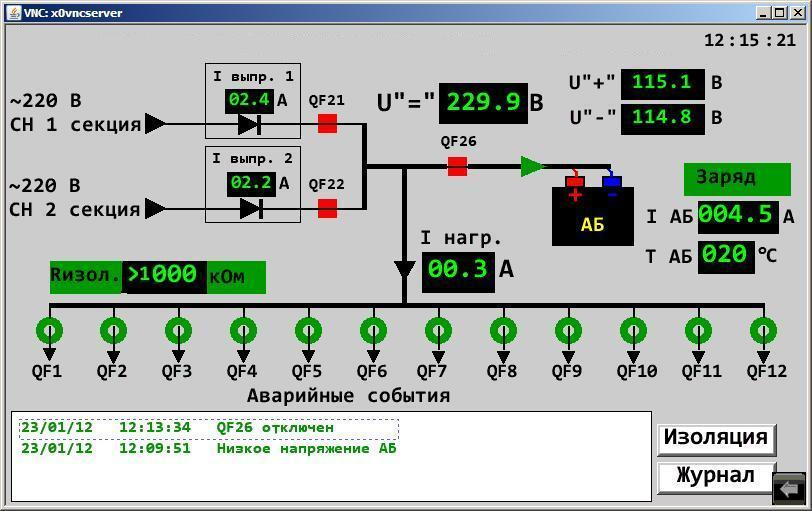 VNC: x0vncserver
12:15:21
I выпр. 1
02.4 А
~220 В
СН 1 секция
QF21
U"=" 229.9 В
U"+" 115.1 В
U"-" 114.8 В
QF26
I выпр. 2
02.2 А
~220 В
СН 2 секция
QF22
+ -
АБ
Заряд
I АБ 004.5 А
Т АБ 020 °C
I нагр.
00.3 А
Rизол. >1000 кОм
QF1 QF2 QF3 QF4 QF5 QF6 QF7 QF8 QF9 QF10 QF11 QF12
Аварийные события
23/01/12 12:13:34 QF26 отключен
23/01/12 12:09:51 Низкое напряжение АБ
Изоляция
Журнал